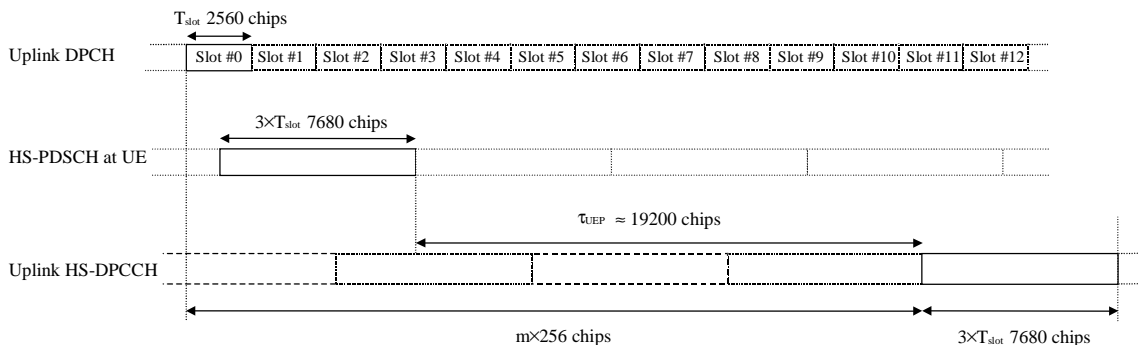 Tslot 2560 chips
Uplink DPCH
Slot #0 Slot #1 Slot #2 Slot #3 Slot #4 Slot #5 Slot #6 Slot #7 Slot #8 Slot #9 Slot #10 Slot #11 Slot #12
3×Tslot 7680 chips
HS-PDSCH at UE
τUEP ≈ 19200 chips
Uplink HS-DPCCH
m×256 chips
3×Tslot 7680 chips